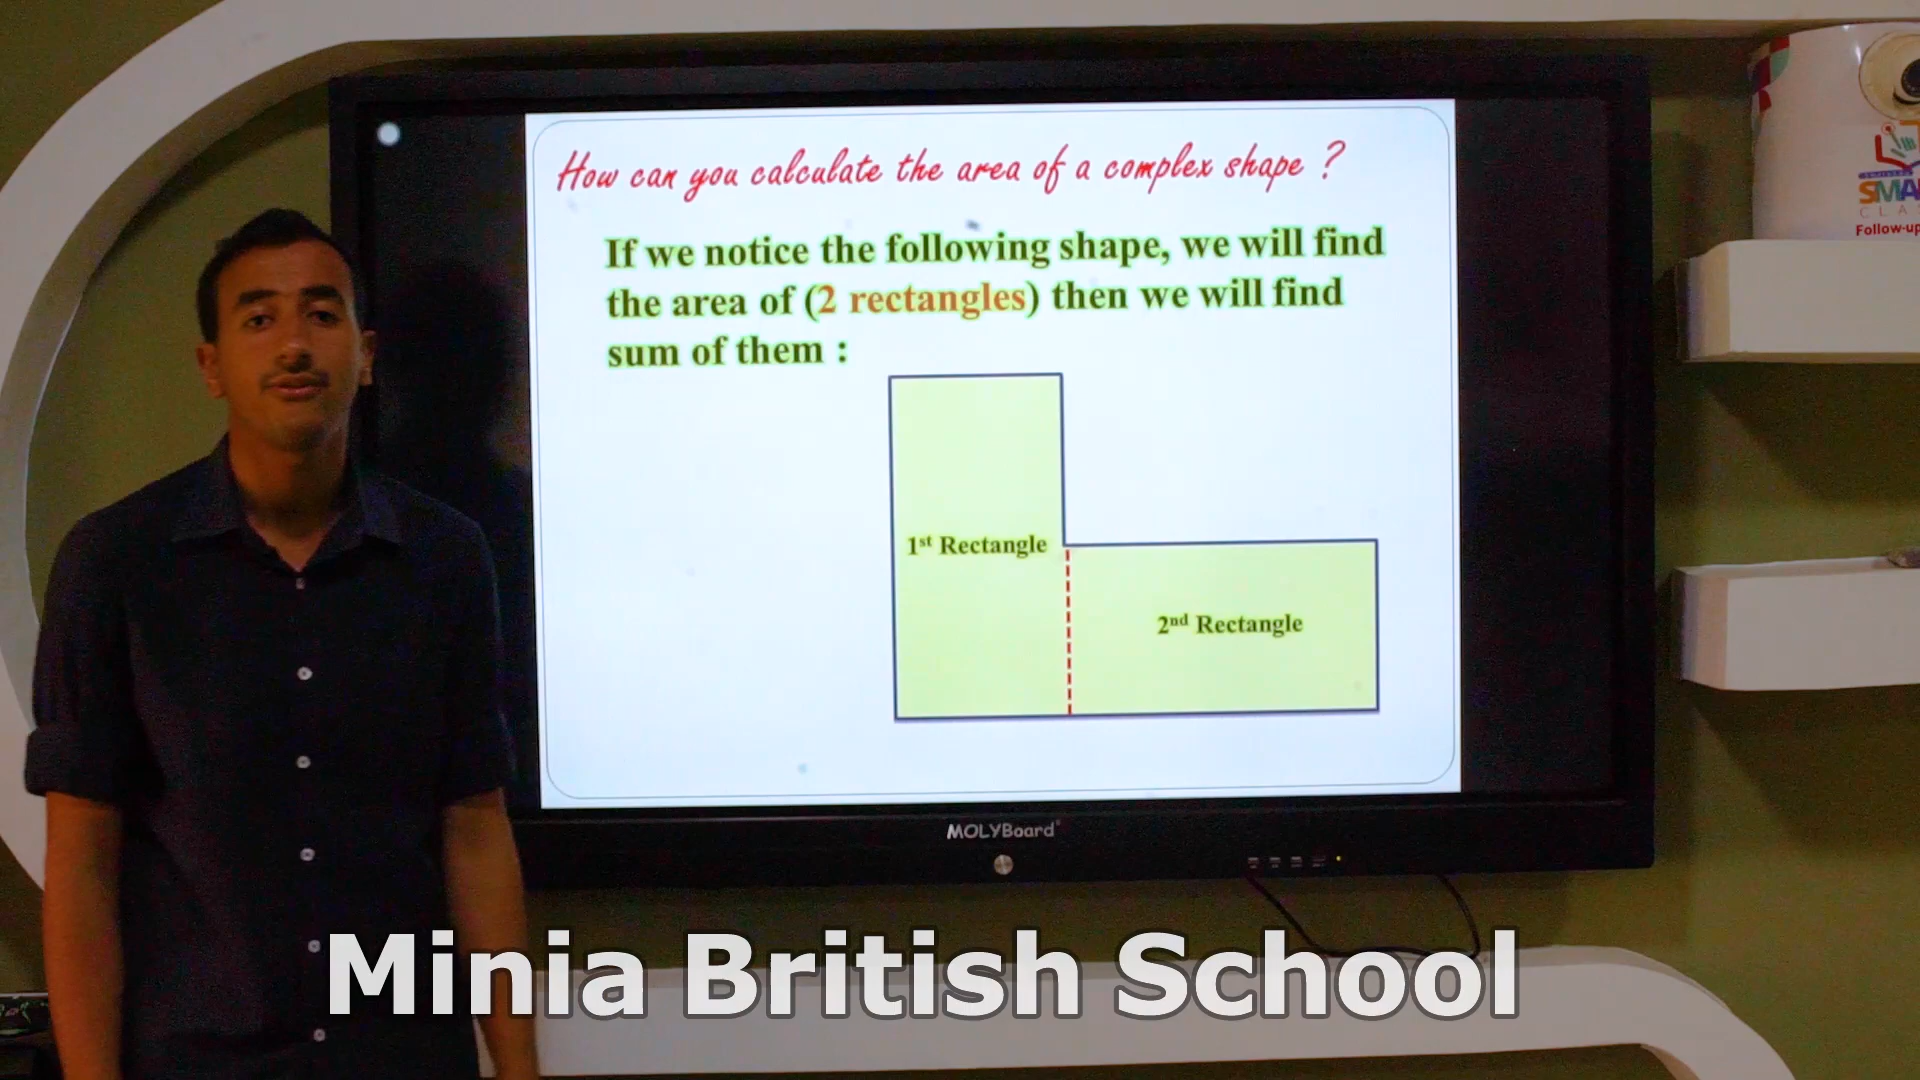 How can you calculate the area of a complex shape ?
If we notice the following shape, we will find
the area of (2 rectangles) then we will find
sum of them :
1st Rectangle
2nd Rectangle
MOLYBoard
Follow-up
Minia British School